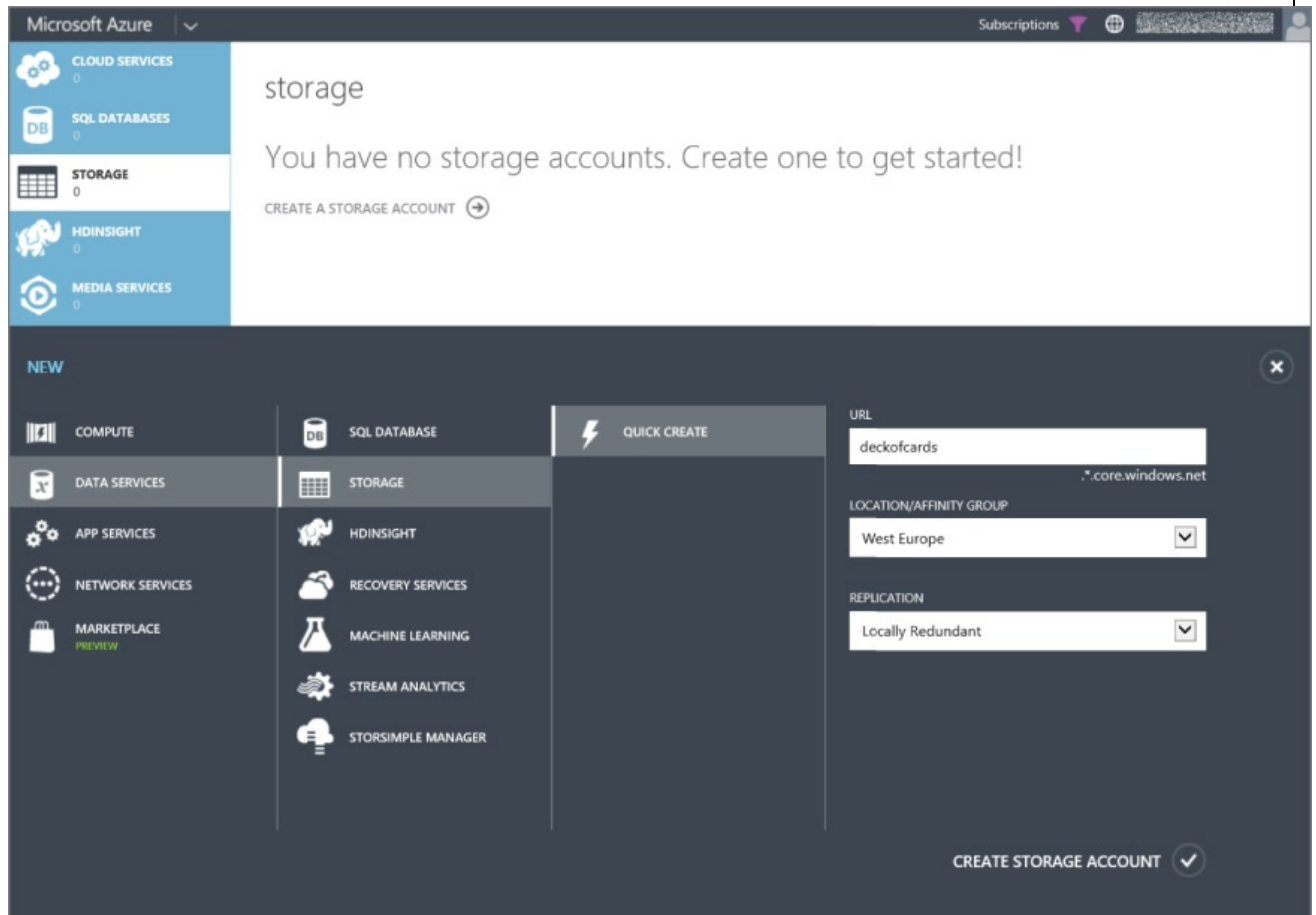 Microsoft Azure
Subscriptions
CLOUD SERVICES
0
DB
SQL DATABASES
0
STORAGE
0
HDINSIGHT
0
MEDIA SERVICES
0
storage
You have no storage accounts. Create one to get started!
CREATE A STORAGE ACCOUNT
NEW
COMPUTE
DATA SERVICES
APP SERVICES
NETWORK SERVICES
MARKETPLACE
PREVIEW
DB
SQL DATABASE
STORAGE
HDINSIGHT
RECOVERY SERVICES
MACHINE LEARNING
STREAM ANALYTICS
STORSIMPLE MANAGER
QUICK CREATE
URL
deckofcards
.*.core.windows.net
LOCATION/AFFINITY GROUP
West Europe
REPLICATION
Locally Redundant
CREATE STORAGE ACCOUNT